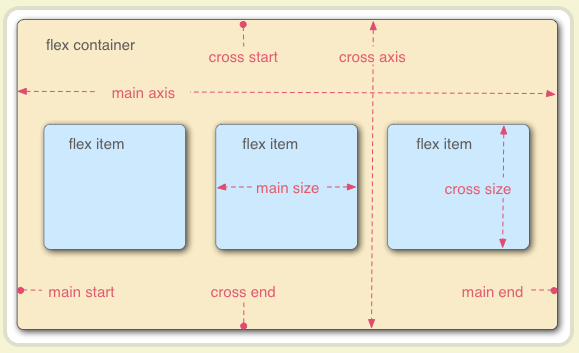 flex container
cross start
cross axis
main axis
flex item
flex item
flex item
main size
cross size
main start
cross end
main end